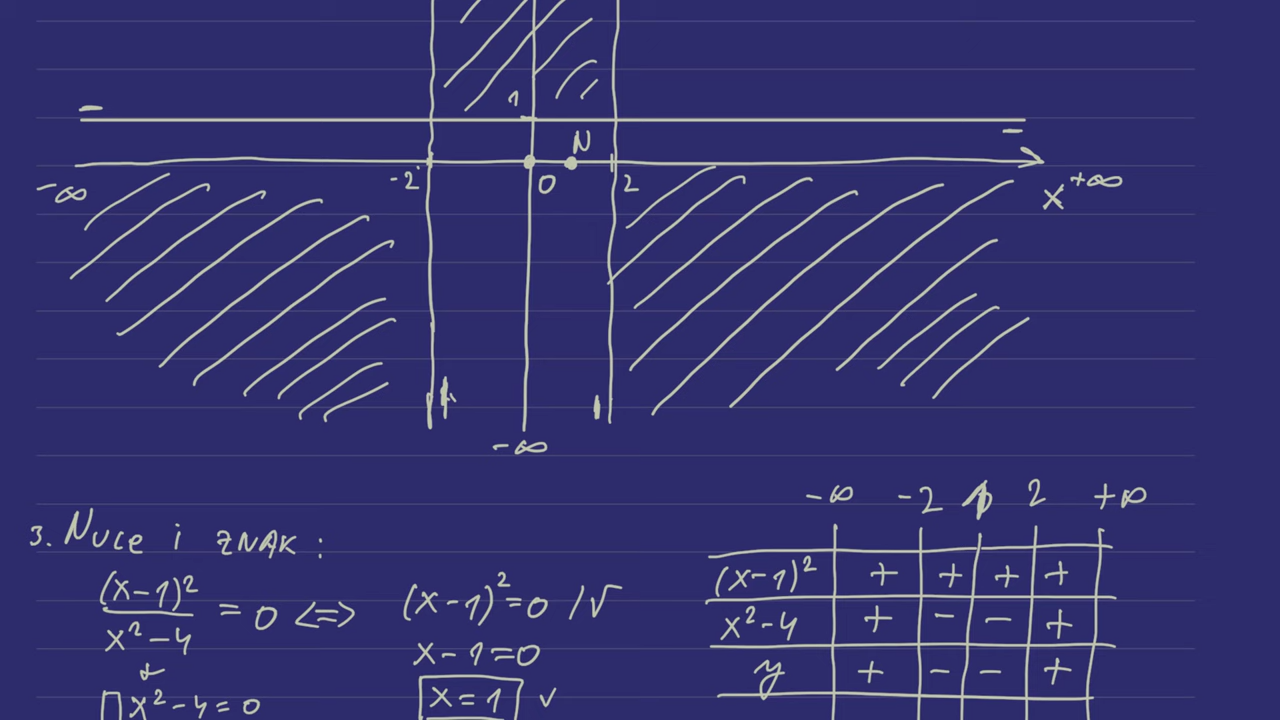 1
N
-∞ -2 0 2 x +∞
-∞
3. NULE i ZNAK :
(x-1)²/(x²-4) = 0 <=> (x-1)² = 0 /√
x-1=0
x²-4=0 x=1 ✓
-∞ -2 1 2 +∞
(x-1)² + + + +
x²-4 + - - +
y + - - +